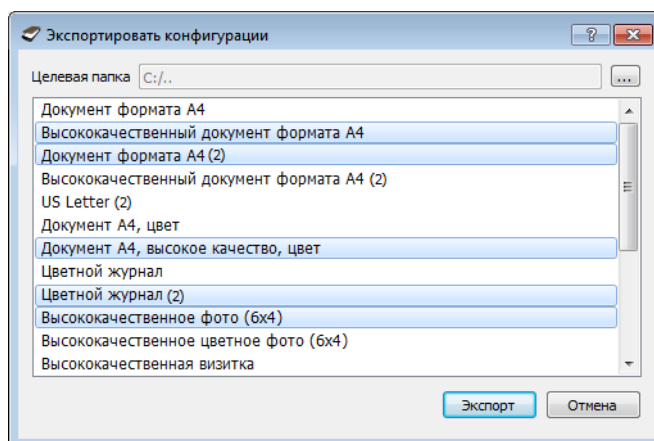 Экспортировать конфигурации
Целевая папка C:/.. ...
Документ формата A4
Высококачественный документ формата A4
Документ формата A4 (2)
Высококачественный документ формата A4 (2)
US Letter (2)
Документ A4, цвет
Документ A4, высокое качество, цвет
Цветной журнал
Цветной журнал (2)
Высококачественное фото (6x4)
Высококачественное цветное фото (6x4)
Высококачественная визитка
Экспорт Отмена